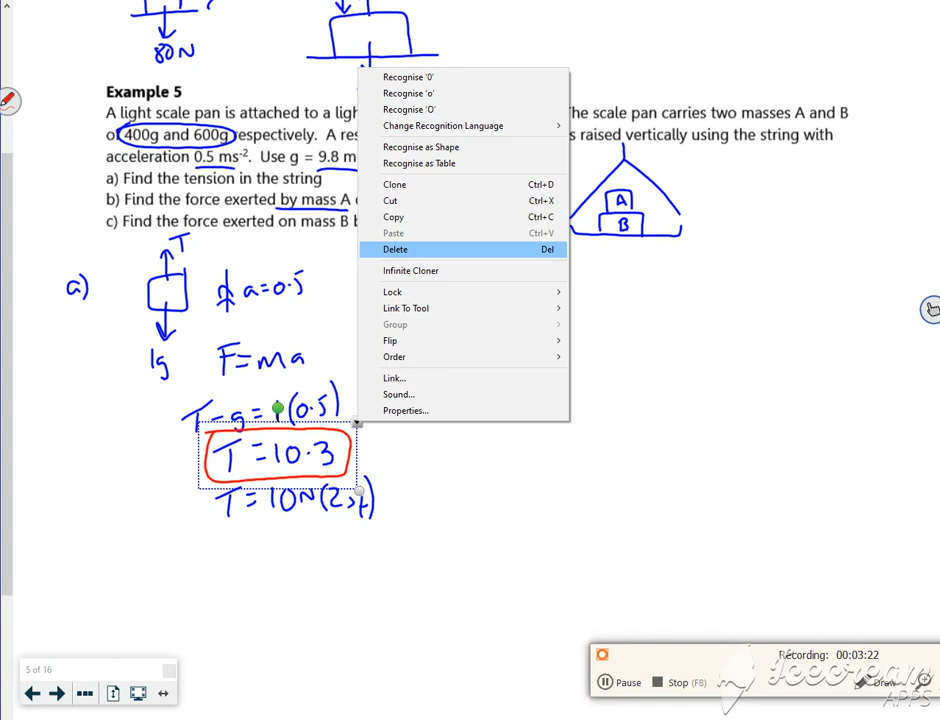 80N
Example 5
A light scale pan is attached to a ligh he scale pan carries two masses A and B
of 400g and 600g respectively. A res s raised vertically using the string with
acceleration 0.5 ms-2. Use g = 9.8 m
a) Find the tension in the string
b) Find the force exerted by mass A
c) Find the force exerted on mass B b
Recognise '0'
Recognise 'o'
Recognise 'O'
Change Recognition Language
Recognise as Shape
Recognise as Table
Clone Ctrl+D
Cut Ctrl+X
Copy Ctrl+C
Paste Ctrl+V
Delete Del
Infinite Cloner
Lock
Link To Tool
Group
Flip
Order
Link...
Sound...
Properties...
A
B
a)
T
a=0.5
1g
F=ma
T-g=1(0.5)
T=10.3
T=10N(2sf)
5 of 16
Recording: 00:03:22
Pause Stop (F8) Draw
Icecream
APPS